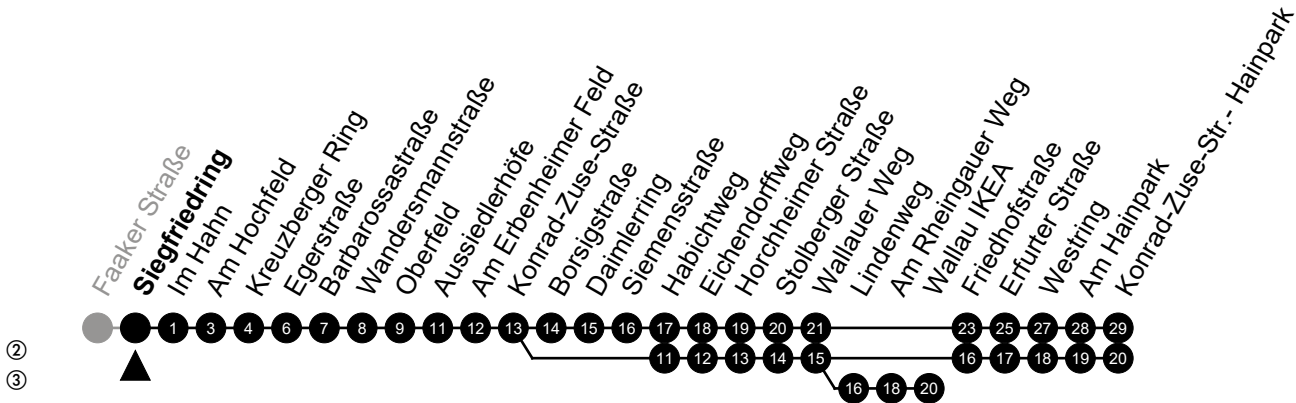 Faaker Straße
Siegfriedring
Im Hahn
Am Hochfeld
Kreuzberger Ring
Egerstraße
Barbarossastraße
Wandersmannstraße
Oberfeld
Aussiedlerhöfe
Am Erbenheimer Feld
Konrad-Zuse-Straße
Borsigstraße
Daimlerring
Siemensstraße
Habichtweg
Eichendorffweg
Horchheimer Straße
Stolberger Straße
Wallauer Weg
Lindenweg
Am Rheingauer Weg
Wallau IKEA
Friedhofstraße
Erfurter Straße
Westring
Am Hainpark
Konrad-Zuse-Str.- Hainpark
1 3 4 6 7 8 9 11 12 13 14 15 16 17 18 19 20 21 23 25 27 28 29
② 11 12 13 14 15 16 17 18 19 20
③ 16 18 20